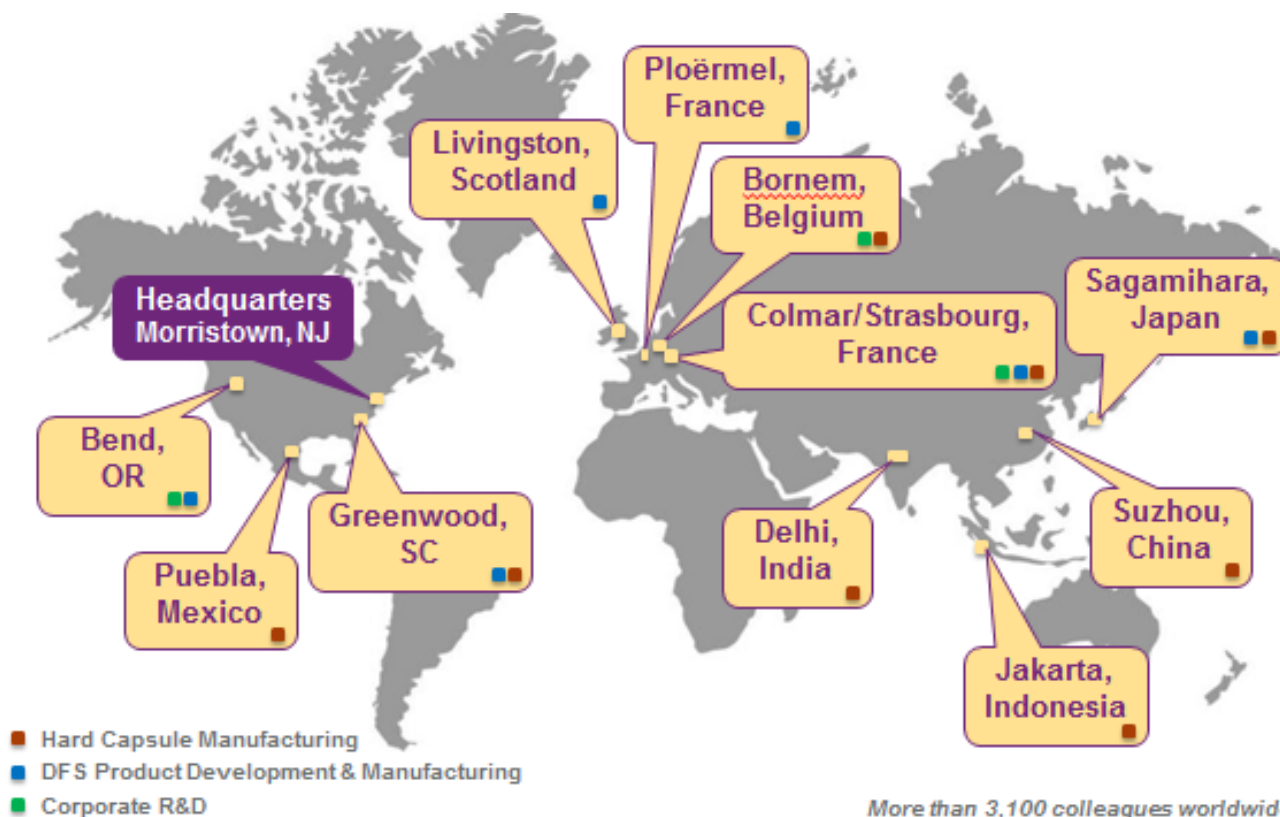 Ploërmel,
France
Livingston,
Scotland
Bornem,
Belgium
Headquarters
Morristown, NJ
Colmar/Strasbourg,
France
Sagamihara,
Japan
Bend,
OR
Greenwood,
SC
Puebla,
Mexico
Delhi,
India
Suzhou,
China
Jakarta,
Indonesia
Hard Capsule Manufacturing
DFS Product Development & Manufacturing
Corporate R&D
More than 3,100 colleagues worldwid